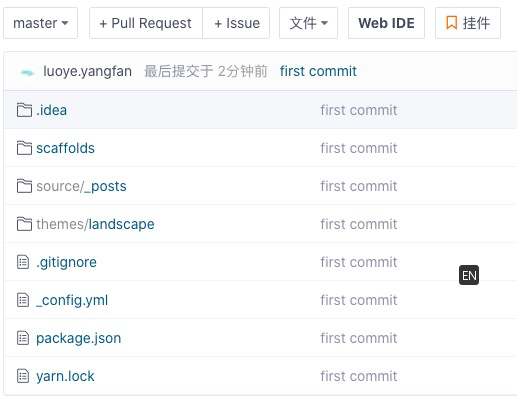 master + Pull Request + Issue 文件 Web IDE 挂件
luoye.yangfan 最后提交于 2分钟前 first commit
.idea first commit
scaffolds first commit
source/_posts first commit
themes/landscape first commit
.gitignore first commit
EN
_config.yml first commit
package.json first commit
yarn.lock first commit